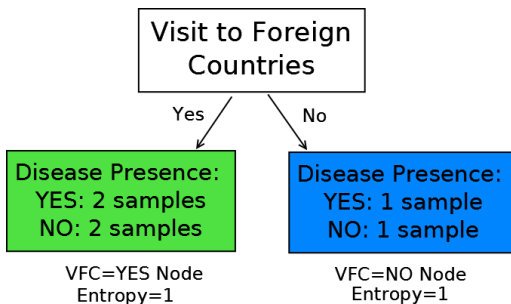 Visit to Foreign
Countries
Yes
No
Disease Presence:
YES: 2 samples
NO: 2 samples
Disease Presence:
YES: 1 sample
NO: 1 sample
VFC=YES Node
Entropy=1
VFC=NO Node
Entropy=1